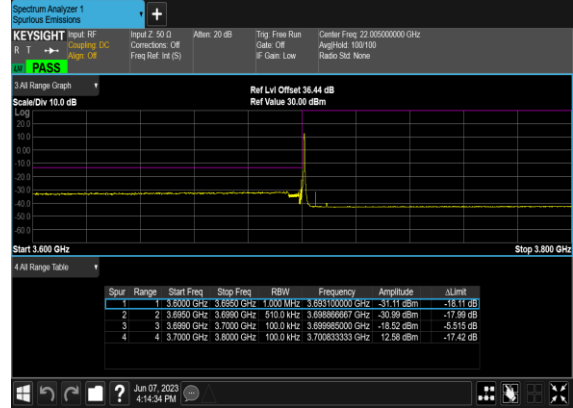 Spectrum Analyzer 1
Spurious Emissions
+
KEYSIGHT Input: RF Input Z: 50 Ω Atten: 20 dB Trig: Free Run Center Freq: 22.005000000 GHz
R T Coupling: DC Corrections: Off Gate: Off Avg|Hold: 100/100
Align: Off Freq Ref: Int (S) IF Gain: Low Radio Std: None
PASS
3 All Range Graph Ref Lvl Offset 36.44 dB
Scale/Div 10.0 dB Ref Value 30.00 dBm
Log
20.0
10.0
0.00
-10.0
-20.0
-30.0
-40.0
-50.0
-60.0
Start 3.600 GHz Stop 3.800 GHz
4 All Range Table
Spur Range Start Freq Stop Freq RBW Frequency Amplitude ΔLimit
1 1 3.6000 GHz 3.6950 GHz 1.000 MHz 3.693100000 GHz -31.11 dBm -18.11 dB
2 2 3.6950 GHz 3.6990 GHz 510.0 kHz 3.698866667 GHz -30.99 dBm -17.99 dB
3 3 3.6990 GHz 3.7000 GHz 100.0 kHz 3.699985000 GHz -18.52 dBm -5.515 dB
4 4 3.7000 GHz 3.8000 GHz 100.0 kHz 3.700833333 GHz 12.58 dBm -17.42 dB
? Jun 07, 2023
4:14:34 PM